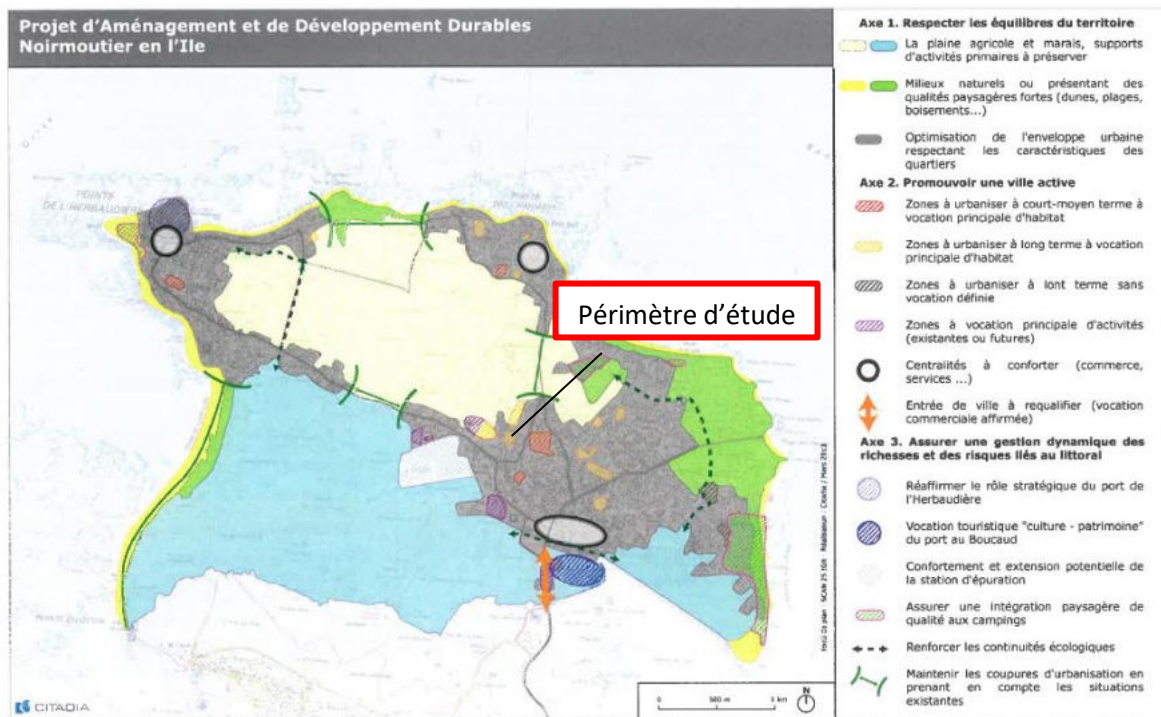 Projet d'Aménagement et de Développement Durables
Noirmoutier en l'Ile
POINTE
DE L'HERBAUDIÈRE
Périmètre d'étude
Axe 1. Respecter les équilibres du territoire
La plaine agricole et marais, supports
d'activités primaires à préserver
Milieux naturels ou présentant des
qualités paysagères fortes (dunes, plages,
boisements...)
Optimisation de l'enveloppe urbaine
respectant les caractéristiques des
quartiers
Axe 2. Promouvoir une ville active
Zones à urbaniser à court-moyen terme à
vocation principale d'habitat
Zones à urbaniser à long terme à vocation
principale d'habitat
Zones à urbaniser à lont terme sans
vocation définie
Zones à vocation principale d'activités
(existantes ou futures)
Centralités à conforter (commerce,
services ...)
Entrée de ville à requalifier (vocation
commerciale affirmée)
Axe 3. Assurer une gestion dynamique des
richesses et des risques liés au littoral
Réaffirmer le rôle stratégique du port de
l'Herbaudière
Vocation touristique "culture - patrimoine"
du port au Boucaud
Confortement et extension potentielle de
la station d'épuration
Assurer une intégration paysagère de
qualité aux campings
Renforcer les continuités écologiques
Maintenir les coupures d'urbanisation en
prenant en compte les situations
existantes
CITADIA
0 500 m 1 km
N